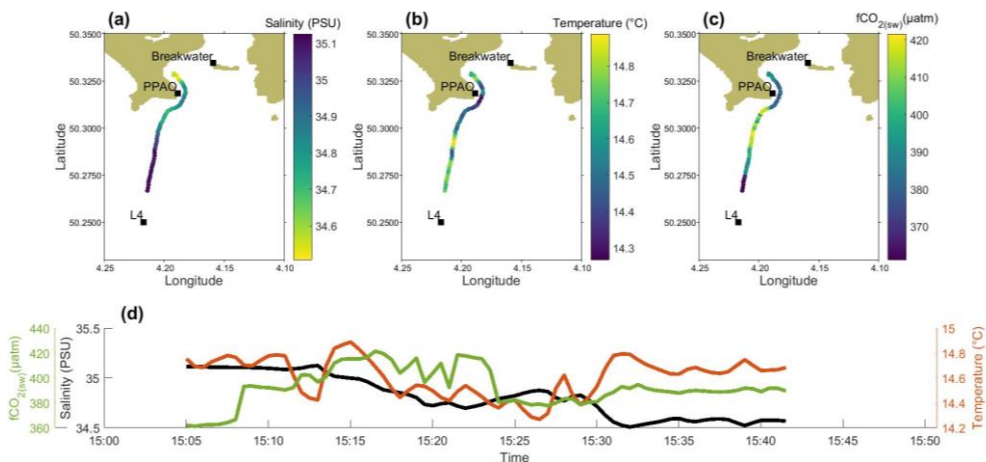 (a)
Salinity (PSU)
50.3500
50.3250
50.3000
50.2750
50.2500
Latitude
Breakwater
PPAO
L4
4.25
4.20
4.15
4.10
Longitude
35.1
35
34.9
34.8
34.7
34.6
(b)
Temperature (°C)
50.3500
50.3250
50.3000
50.2750
50.2500
Latitude
Breakwater
PPAO
L4
4.25
4.20
4.15
4.10
Longitude
14.8
14.7
14.6
14.5
14.4
14.3
(c)
fCO2(sw)(µatm)
50.3500
50.3250
50.3000
50.2750
50.2500
Latitude
Breakwater
PPAO
L4
4.25
4.20
4.15
4.10
Longitude
420
410
400
390
380
370
(d)
440
420
400
380
360
fCO2(sw)(µatm)
35.5
35
34.5
Salinity (PSU)
15
14.8
14.6
14.4
14.2
Temperature (°C)
15:00
15:05
15:10
15:15
15:20
15:25
15:30
15:35
15:40
15:45
15:50
Time